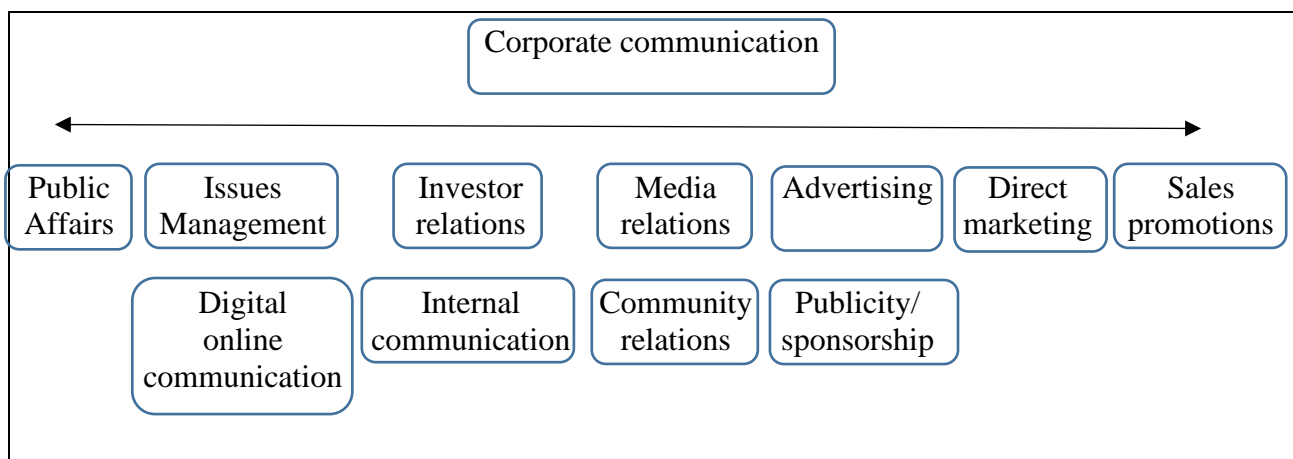 Corporate communication
Public
Affairs
Issues
Management
Investor
relations
Media
relations
Advertising
Direct
marketing
Sales
promotions
Digital
online
communication
Internal
communication
Community
relations
Publicity/
sponsorship